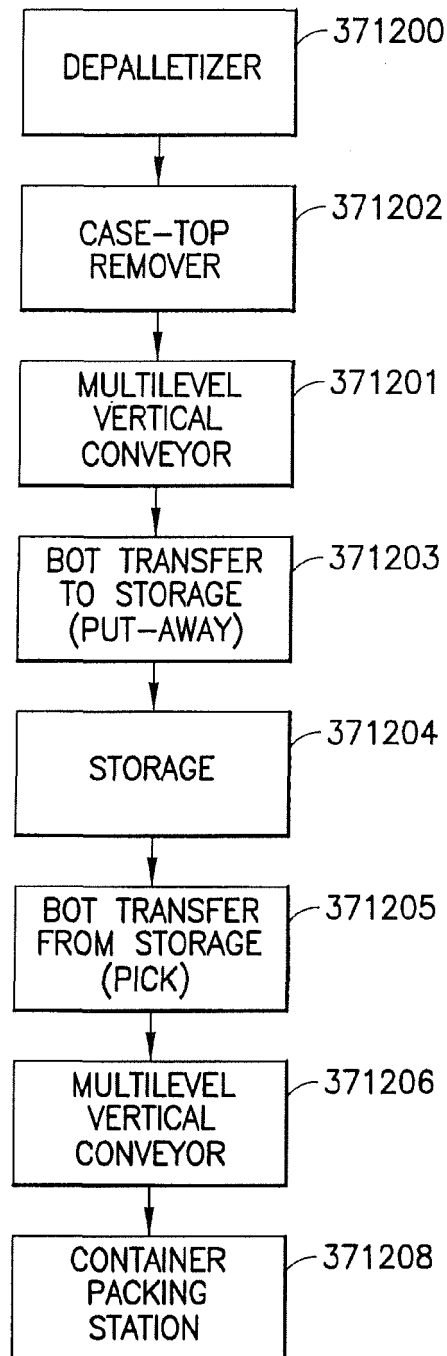 371200
DEPALLETIZER
371202
CASE-TOP
REMOVER
371201
MULTILEVEL
VERTICAL
CONVEYOR
371203
BOT TRANSFER
TO STORAGE
(PUT-AWAY)
371204
STORAGE
371205
BOT TRANSFER
FROM STORAGE
(PICK)
371206
MULTILEVEL
VERTICAL
CONVEYOR
371208
CONTAINER
PACKING
STATION